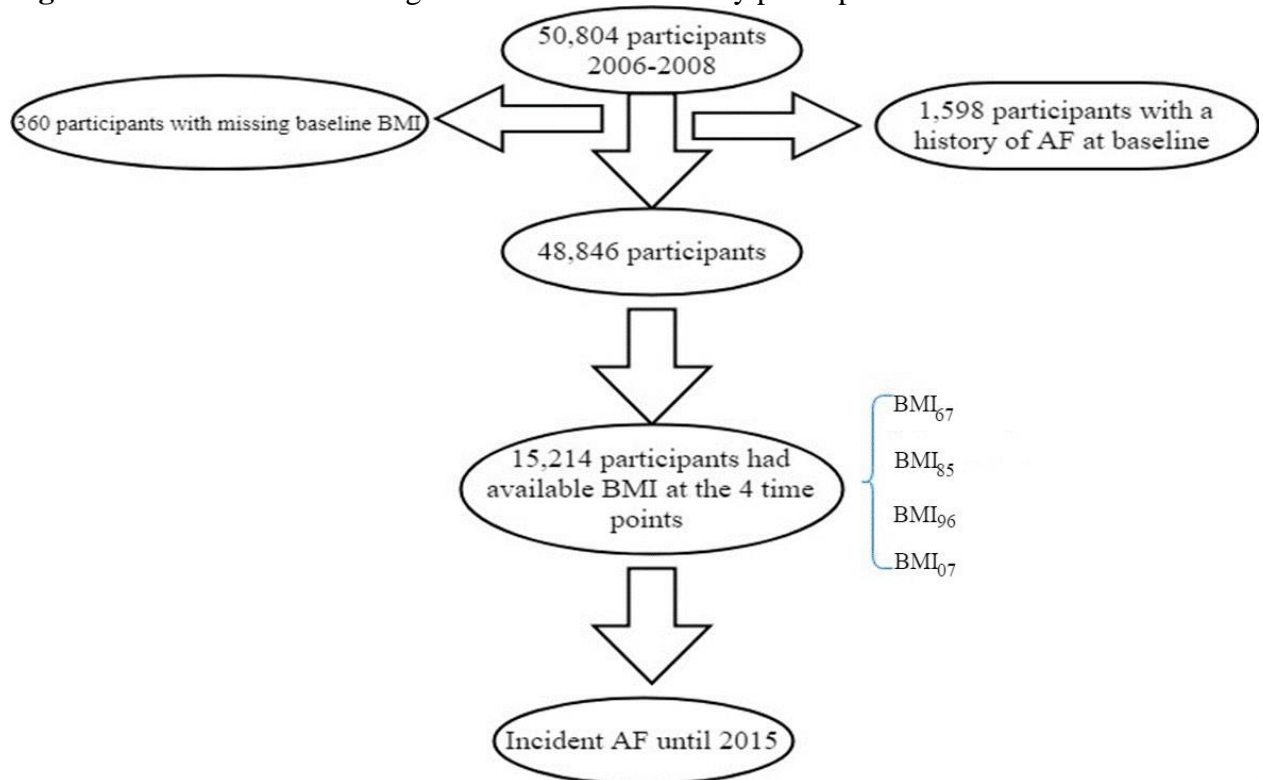 50,804 participants
2006-2008
360 participants with missing baseline BMI
1,598 participants with a
history of AF at baseline
48,846 participants
15,214 participants had
available BMI at the 4 time
points
BMI67
BMI85
BMI96
BMI07
Incident AF until 2015